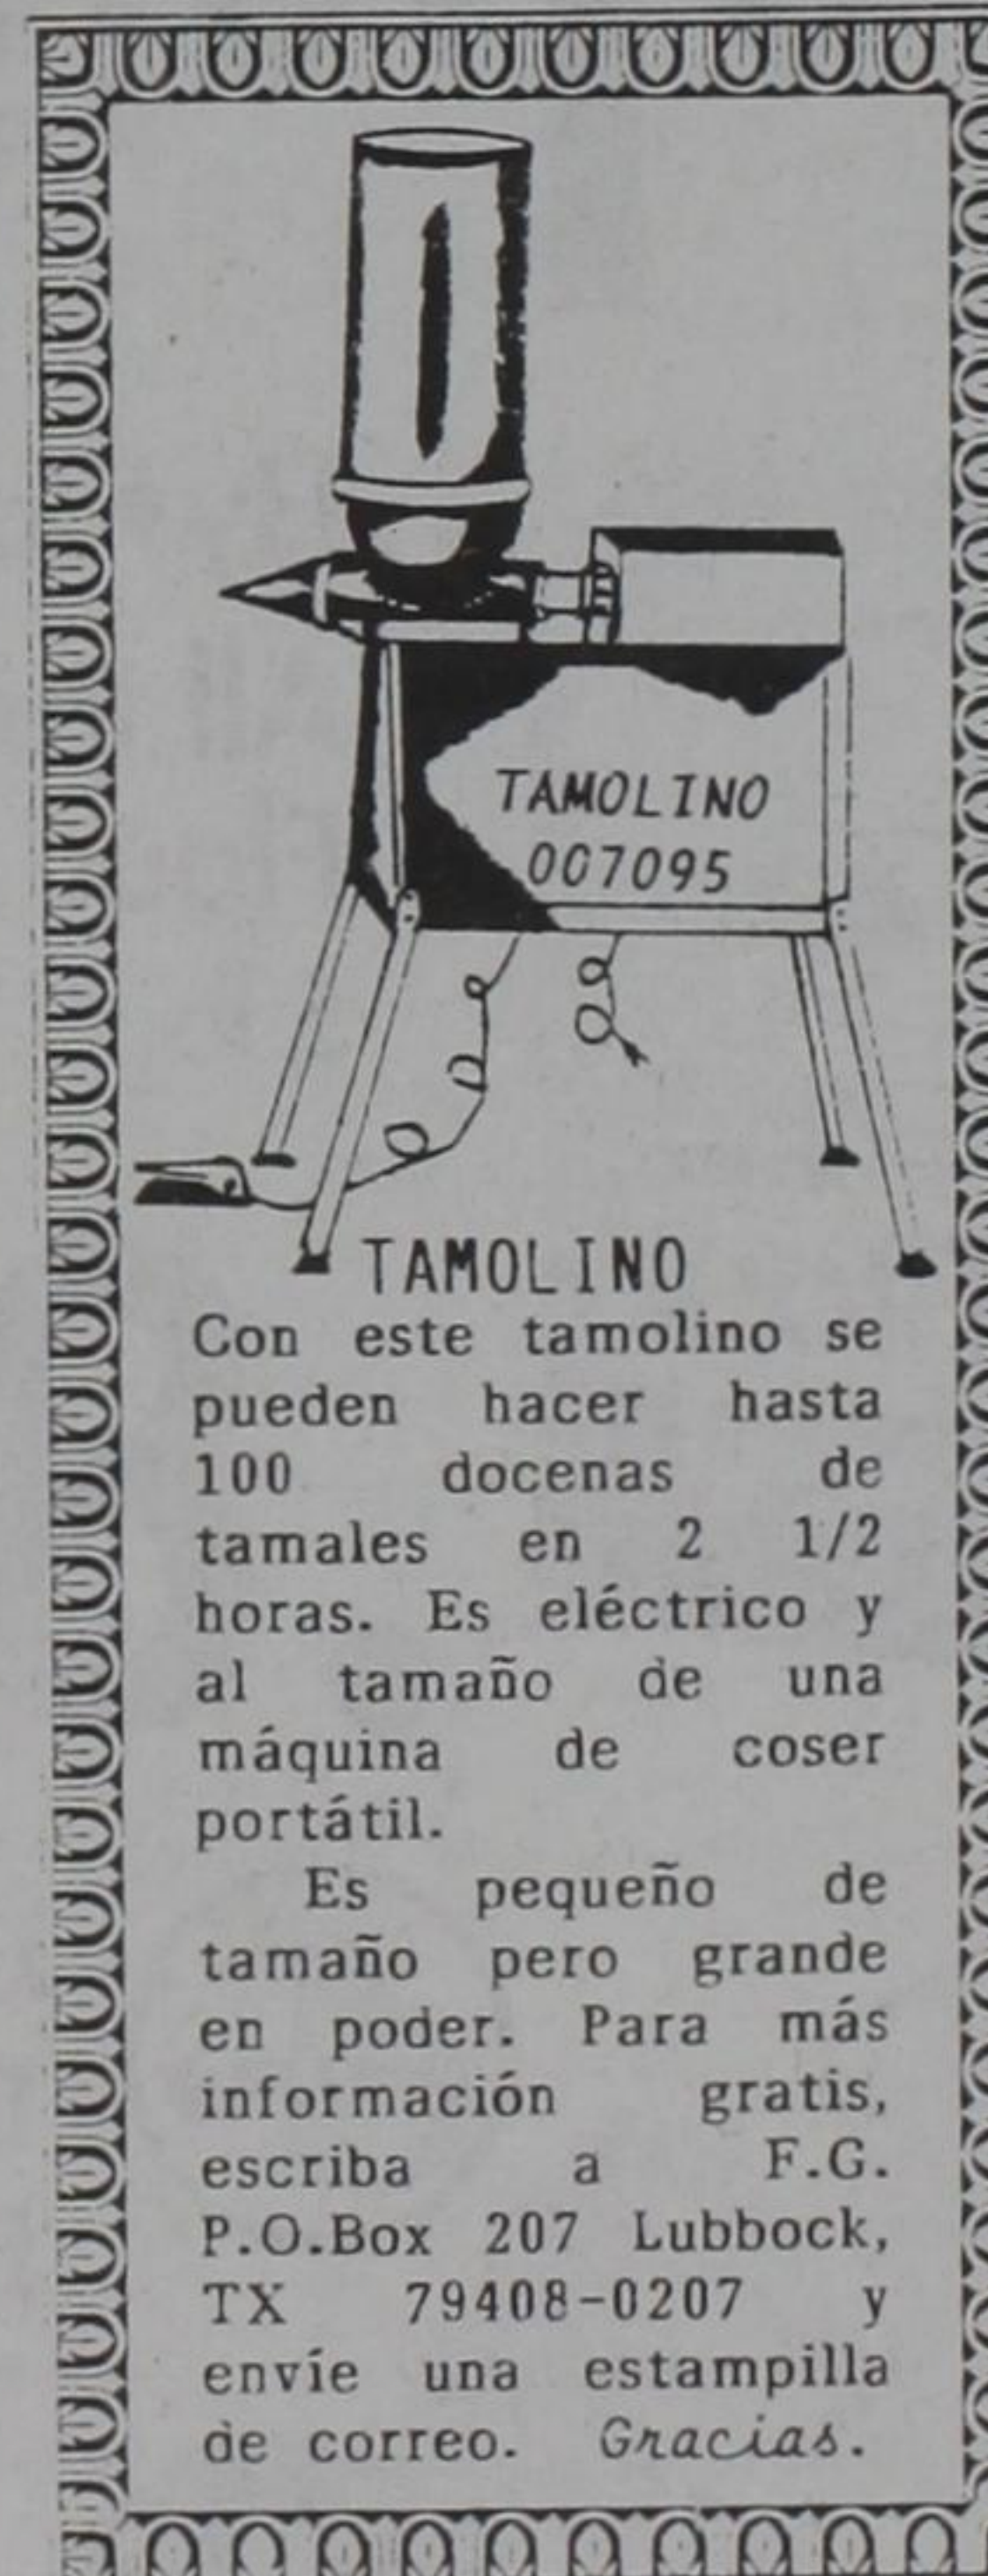 TAMOLINO
007095
TAMOLINO
Con este tamolino se
pueden hacer hasta
100 docenas de
tamales en 2 1/2
horas. Es eléctrico y
al tamaño de una
máquina de coser
portátil.
Es pequeño de
tamaño pero grande
en poder. Para más
información gratis,
escriba a F.G.
P.O.Box 207 Lubbock,
TX 79408-0207 y
envíe una estampilla
de correo. Gracias.